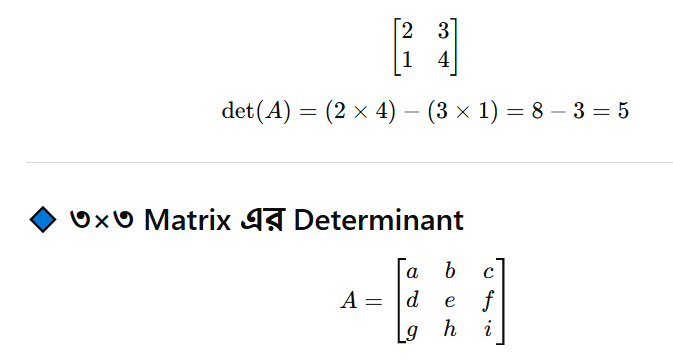 [2 3
1 4]
det(A) = (2 × 4) − (3 × 1) = 8 − 3 = 5
৩×৩ Matrix এর Determinant
A = [a b c
d e f
g h i]